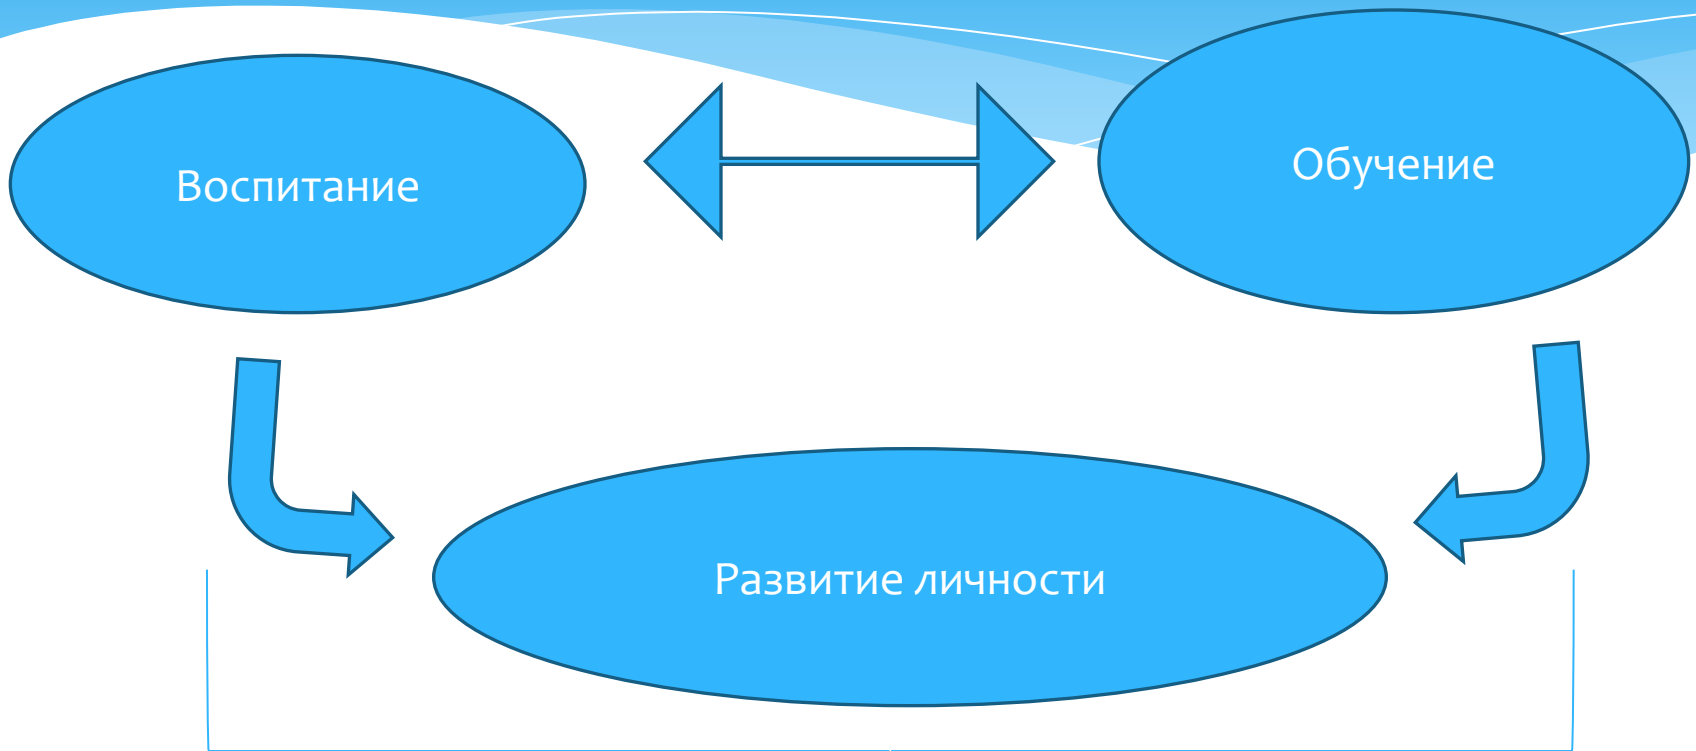 Воспитание
Обучение
Развитие личности